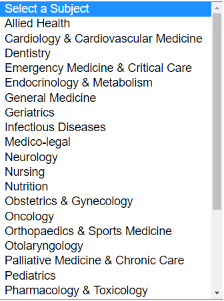 Select a Subject
Allied Health
Cardiology & Cardiovascular Medicine
Dentistry
Emergency Medicine & Critical Care
Endocrinology & Metabolism
General Medicine
Geriatrics
Infectious Diseases
Medico-legal
Neurology
Nursing
Nutrition
Obstetrics & Gynecology
Oncology
Orthopaedics & Sports Medicine
Otolaryngology
Palliative Medicine & Chronic Care
Pediatrics
Pharmacology & Toxicology